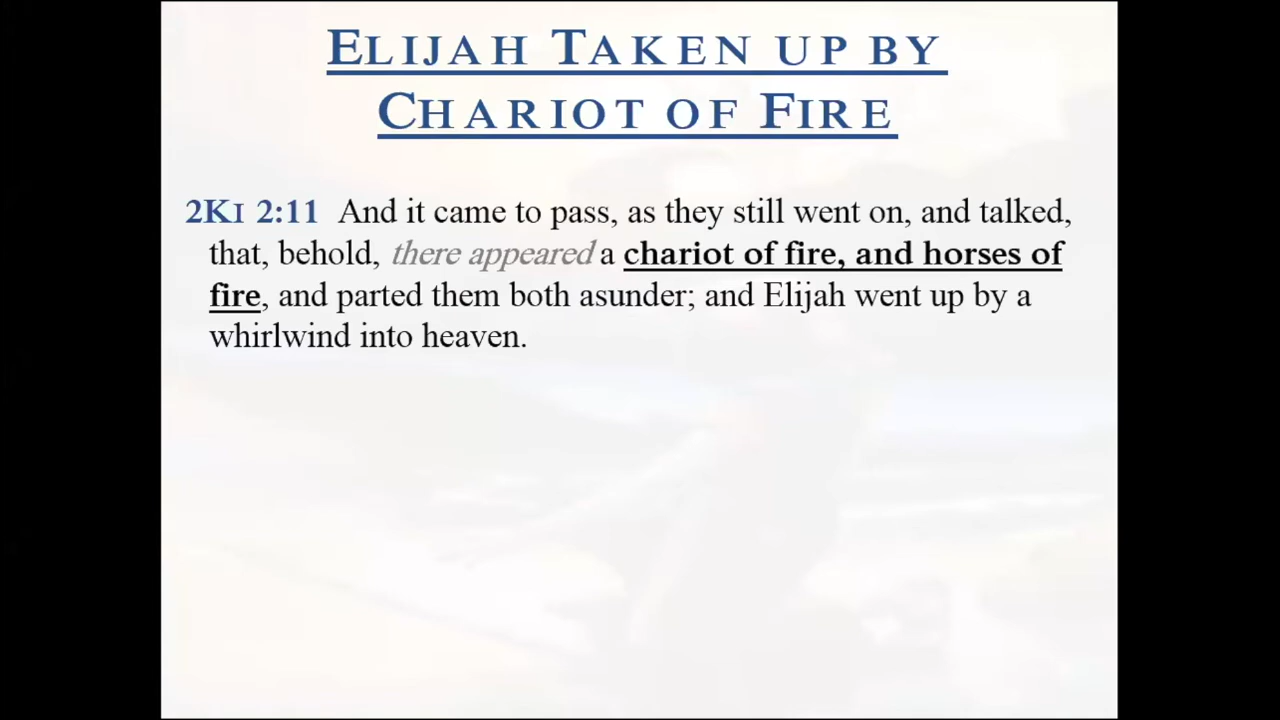 ELIJAH TAKEN UP BY
CHARIOT OF FIRE
2KI 2:11 And it came to pass, as they still went on, and talked,
that, behold, there appeared a chariot of fire, and horses of
fire, and parted them both asunder; and Elijah went up by a
whirlwind into heaven.